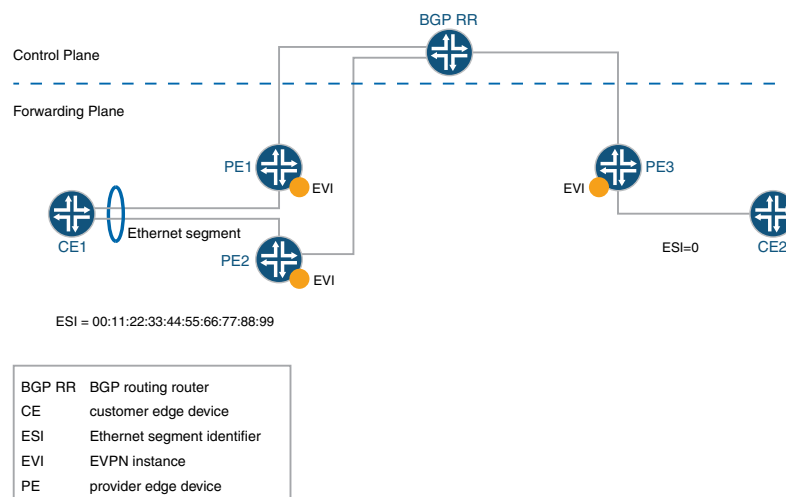 BGP RR
Control Plane
Forwarding Plane
PE1
EVI
PE3
EVI
Ethernet segment
CE1
PE2
EVI
ESI=0
CE2
ESI = 00:11:22:33:44:55:66:77:88:99
BGP RR BGP routing router
CE customer edge device
ESI Ethernet segment identifier
EVI EVPN instance
PE provider edge device